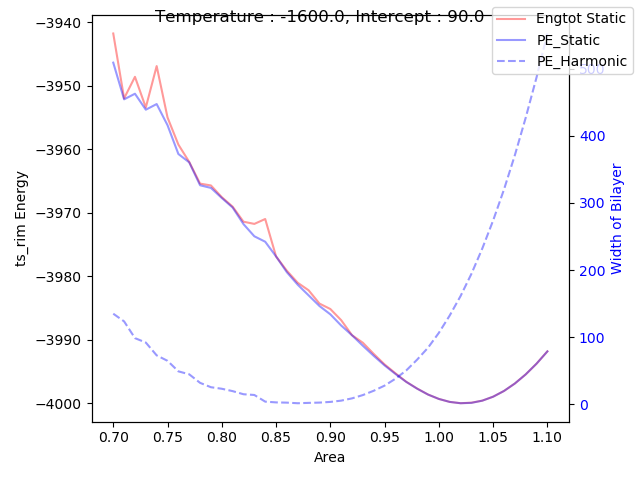 Temperature : -1600.0, Intercept : 90.0
Engtot Static
PE_Static
PE_Harmonic
−3940
−3950
−3960
−3970
−3980
−3990
−4000
ts_rim Energy
500
400
300
200
100
0
Width of Bilayer
0.70 0.75 0.80 0.85 0.90 0.95 1.00 1.05 1.10
Area